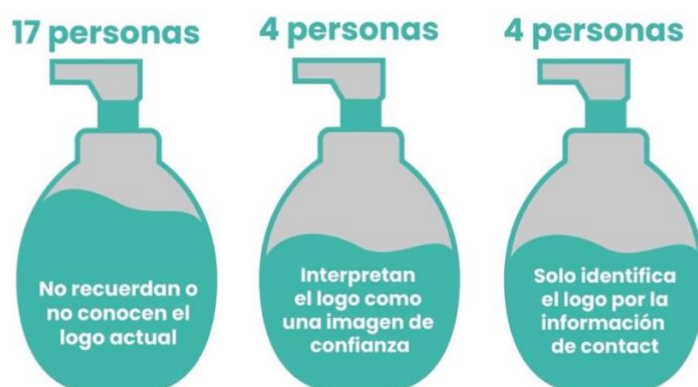 17 personas
4 personas
4 personas
No recuerdan o
no conocen el
logo actual
Interpretan
el logo como
una imagen de
confianza
Solo identifica
el logo por la
información
de contact